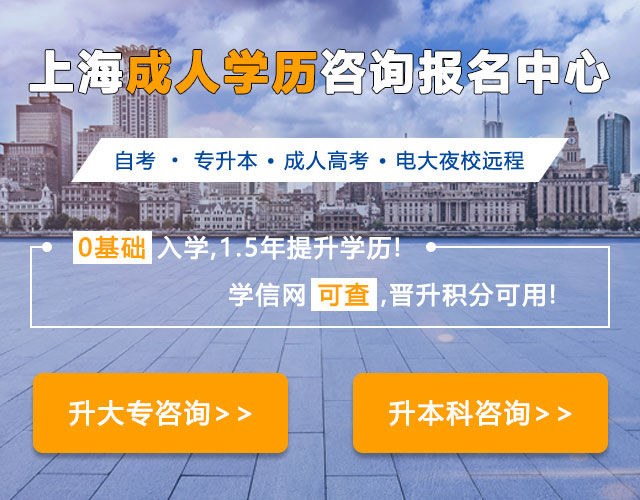 上海成人学历咨询报名中心
自考 · 专升本 · 成人高考 · 电大夜校远程
0基础 入学,1.5年提升学历!
学信网 可查 ,晋升积分可用!
升大专咨询>> 升本科咨询>>